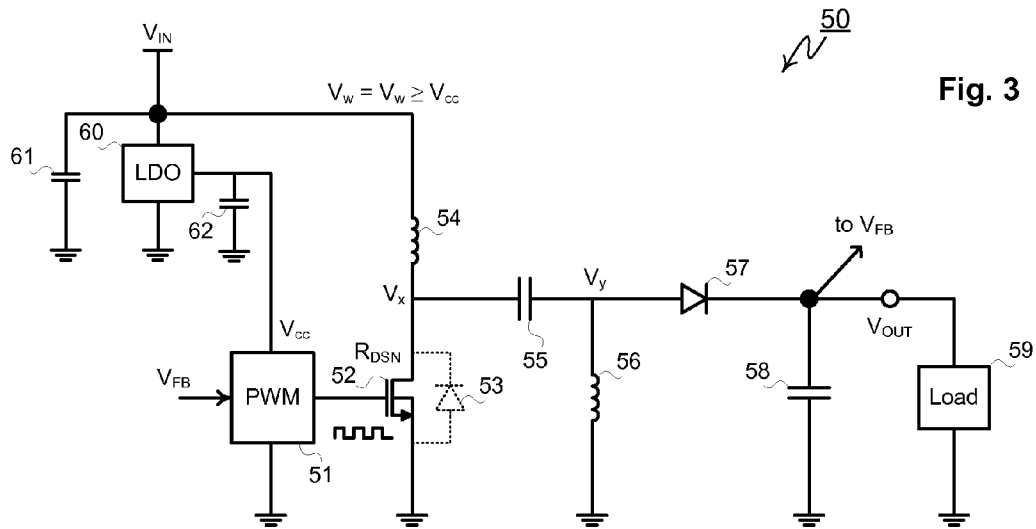 50
Fig. 3
V_IN
V_w = V_w ≥ V_cc
60
61
LDO
62
54
to V_FB
57
V_x
V_y
V_cc
55
V_OUT
R_DSN
52
56
58
59
V_FB
PWM
53
Load
51